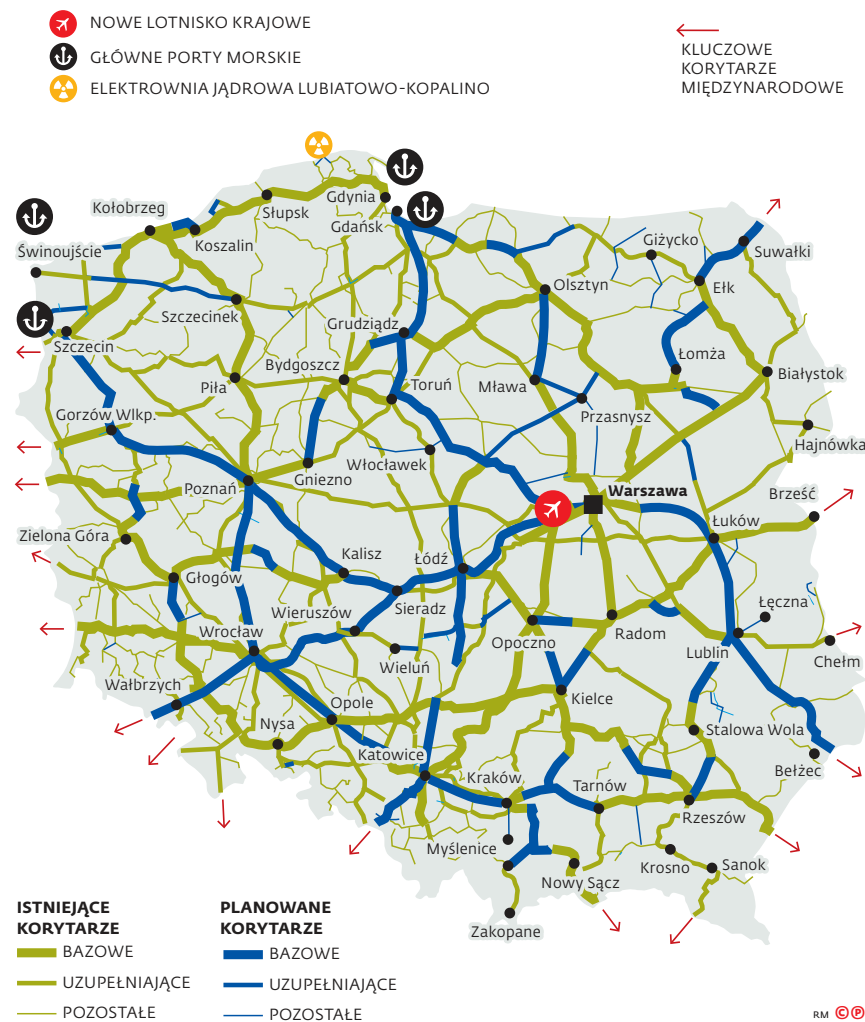 NOWE LOTNISKO KRAJOWE
GŁÓWNE PORTY MORSKIE
ELEKTROWNIA JĄDROWA LUBIATOWO-KOPALINO
KLUCZOWE
KORYTARZE
MIĘDZYNARODOWE
Kołobrzeg
Słupsk
Gdynia
Gdańsk
Koszalin
Świnoujście
Giżycko
Suwałki
Ełk
Olsztyn
Szczecinek
Grudziądz
Szczecin
Łomża
Bydgoszcz
Białystok
Piła
Toruń
Mława
Przasnysz
Gorzów Wlkp.
Hajnówka
Włocławek
Gniezno
Poznań
Warszawa
Brześć
Łuków
Zielona Góra
Kalisz
Łódź
Głogów
Sieradz
Wieruszów
Łęczna
Wrocław
Opoczno
Radom
Lublin
Chełm
Wieluń
Wałbrzych
Kielce
Opole
Nysa
Stalowa Wola
Katowice
Bełżec
Kraków
Tarnów
Rzeszów
Myślenice
Krosno
Sanok
Nowy Sącz
Zakopane
ISTNIEJĄCE
KORYTARZE
BAZOWE
UZUPEŁNIAJĄCE
POZOSTAŁE
PLANOWANE
KORYTARZE
BAZOWE
UZUPEŁNIAJĄCE
POZOSTAŁE
RM ©℗